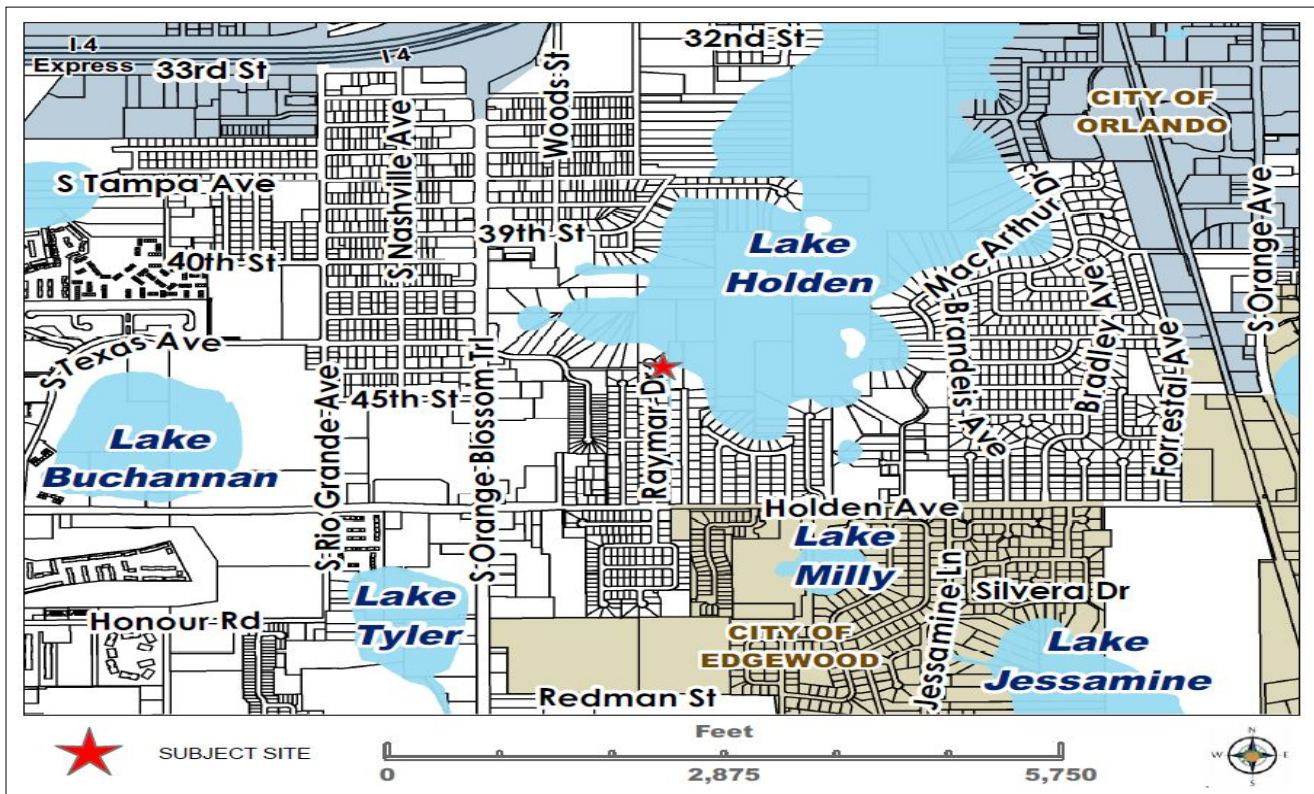 I 4
Express
33rd St
I-4
Woods St
32nd St
CITY OF
ORLANDO
S Tampa Ave
S Nashville Ave
39th St
40th St
Lake
Holden
MacArthur Dr
S Orange Ave
S Texas Ave
S Rio Grande Ave
45th St
S Orange Blossom Trl
Raymar Dr
Brandeis Ave
Bradley Ave
Forrestal Ave
Lake
Buchannan
Holden Ave
Lake
Milly
Lake
Tyler
Honour Rd
Jessamine Ln
Silvera Dr
CITY OF
EDGEWOOD
Lake
Jessamine
Redman St
SUBJECT SITE
Feet
0 2,875 5,750
N
W E
S